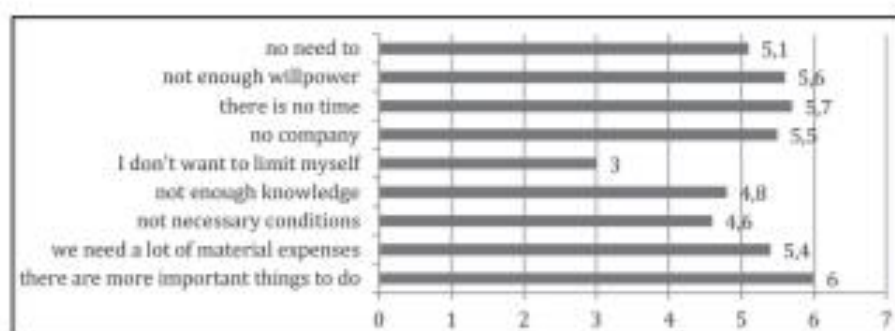 no need to 5,1
not enough willpower 5,6
there is no time 5,7
no company 5,5
I don't want to limit myself 3
not enough knowledge 4,8
not necessary conditions 4,6
we need a lot of material expenses 5,4
there are more important things to do 6
0 1 2 3 4 5 6 7